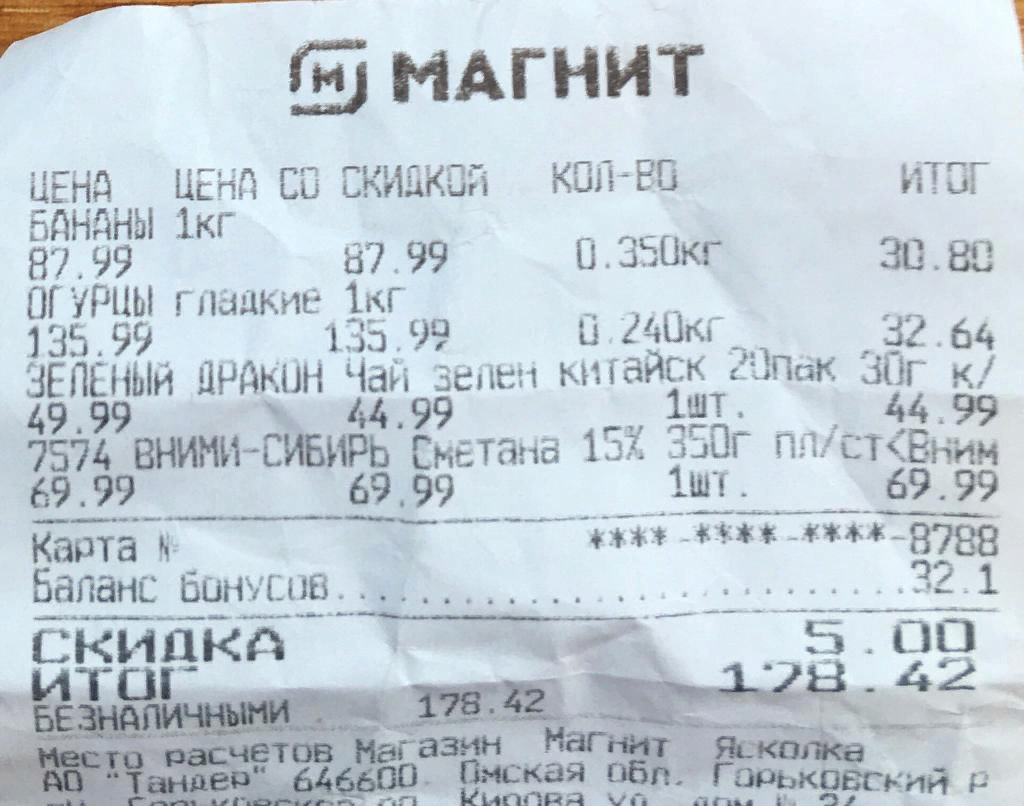 М МАГНИТ
ЦЕНА ЦЕНА СО СКИДКОЙ КОЛ-ВО ИТОГ
БАНАНЫ 1кг
87.99 87.99 0.350кг 30.80
ОГУРЦЫ гладкие 1кг
135.99 135.99 0.240кг 32.64
ЗЕЛЕНЫЙ ДРАКОН Чай зелен китайск 20пак 30г к/
49.99 44.99 1шт. 44.99
7574 ВНИМИ-СИБИРЬ Сметана 15% 350г пл/ст<Вним
69.99 69.99 1шт. 69.99
Карта № ****-****-****-8788
Баланс бонусов..............................32.1
СКИДКА 5.00
ИТОГ 178.42
БЕЗНАЛИЧНЫМИ 178.42
Место расчетов Магазин Магнит Ясколка
АО "Тандер" 646600 Омская обл. Горьковский р
Кирова ул